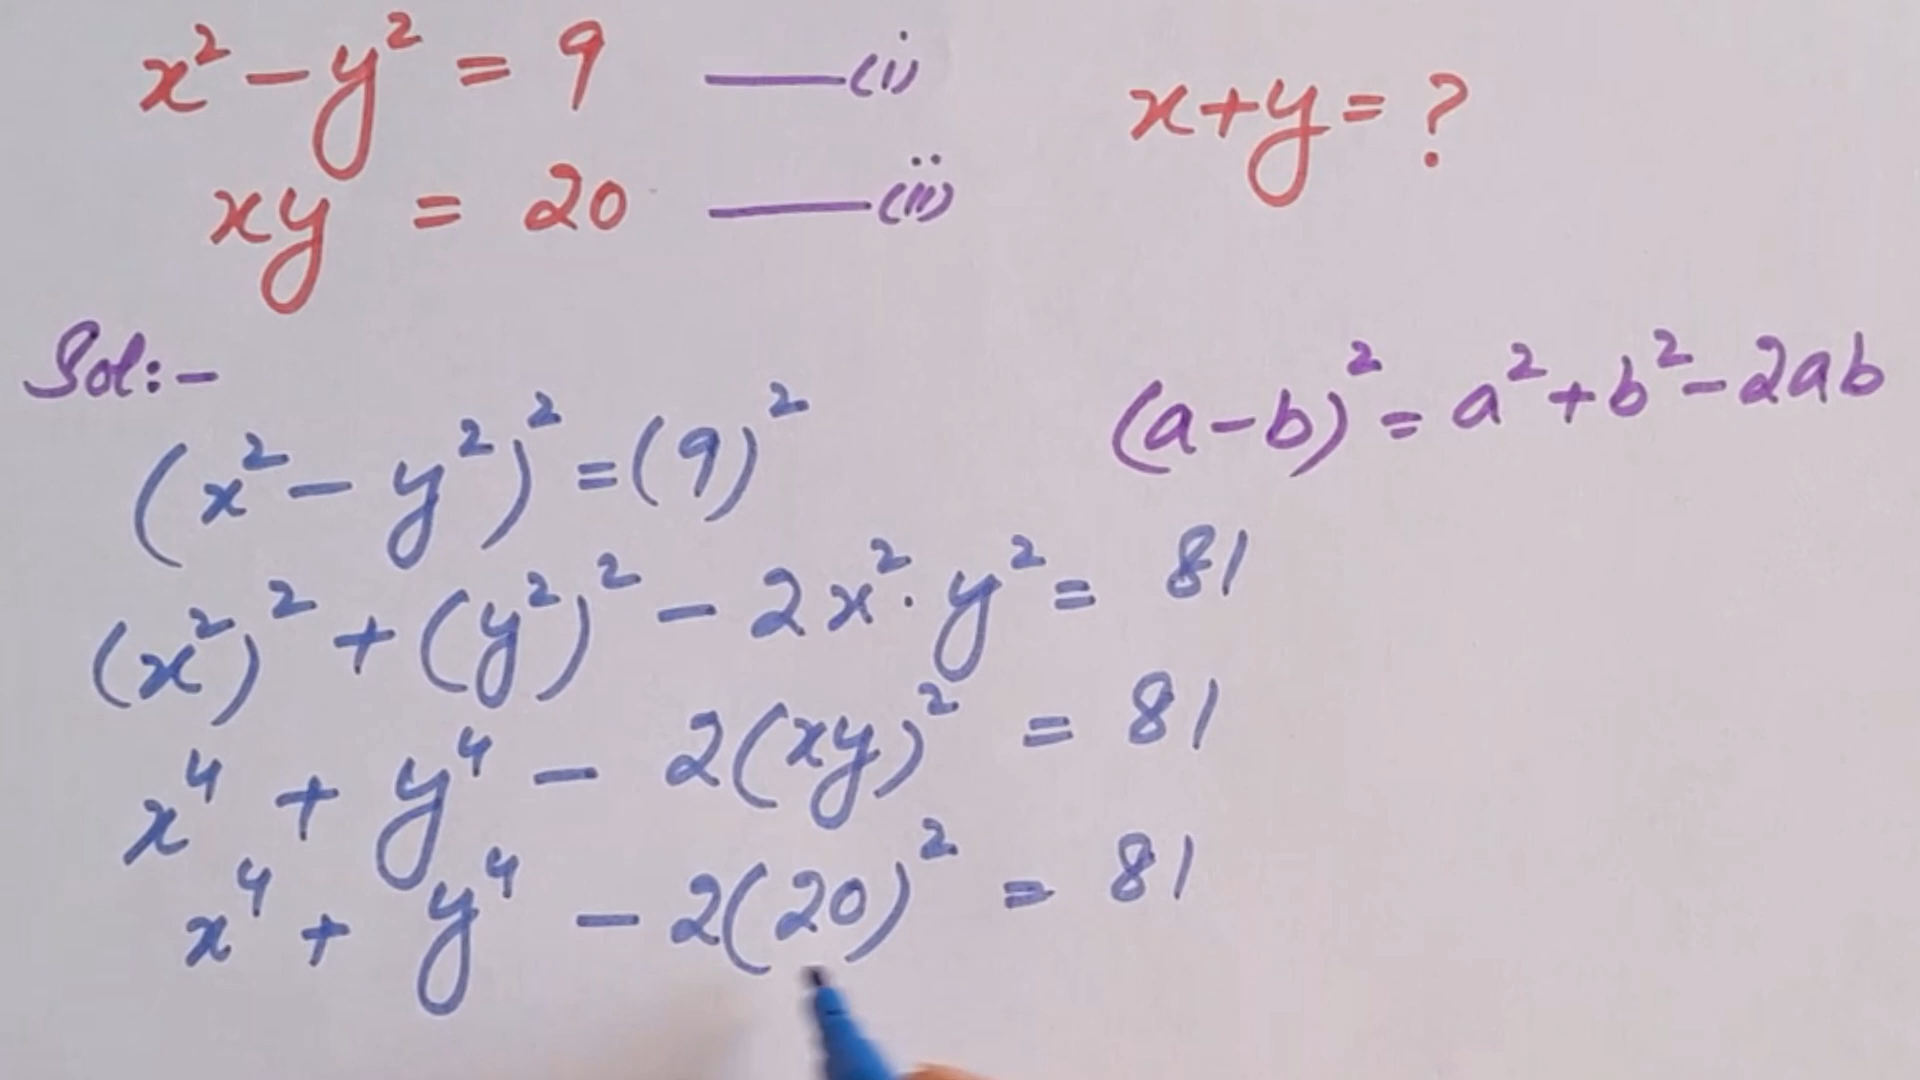 x² - y² = 9 —— (i)
x + y = ?
xy = 20 —— (ii)
Sol:-
(a - b)² = a² + b² - 2ab
(x² - y²)² = (9)²
(x²)² + (y²)² - 2x² · y² = 81
x⁴ + y⁴ - 2(xy)² = 81
x⁴ + y⁴ - 2(20)² = 81